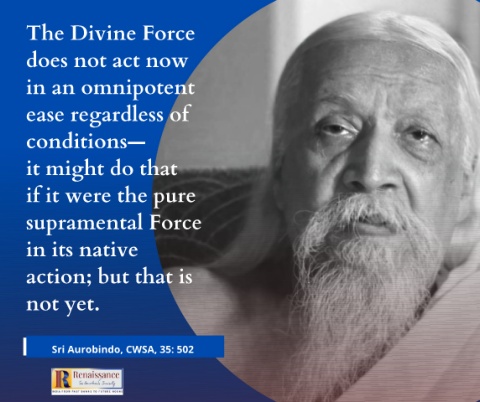 The Divine Force
does not act now
in an omnipotent
ease regardless of
conditions—
it might do that
if it were the pure
supramental Force
in its native
action; but that is
not yet.
Sri Aurobindo, CWSA, 35: 502
Renaissance